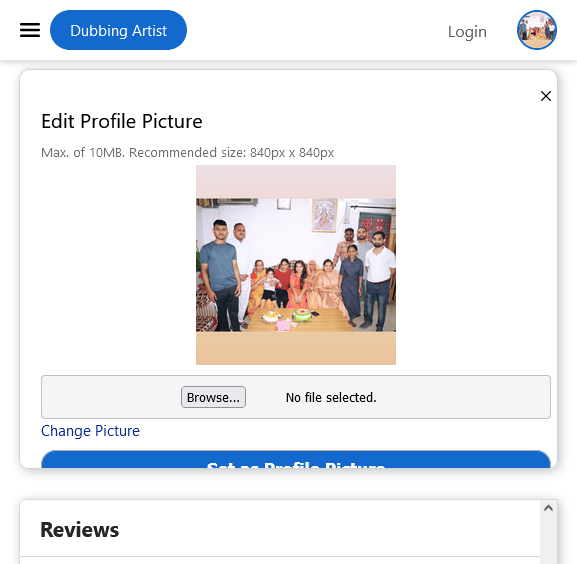 Dubbing Artist
Login
Edit Profile Picture
Max. of 10MB. Recommended size: 840px x 840px
Browse...
No file selected.
Change Picture
Set as Profile Picture
Reviews